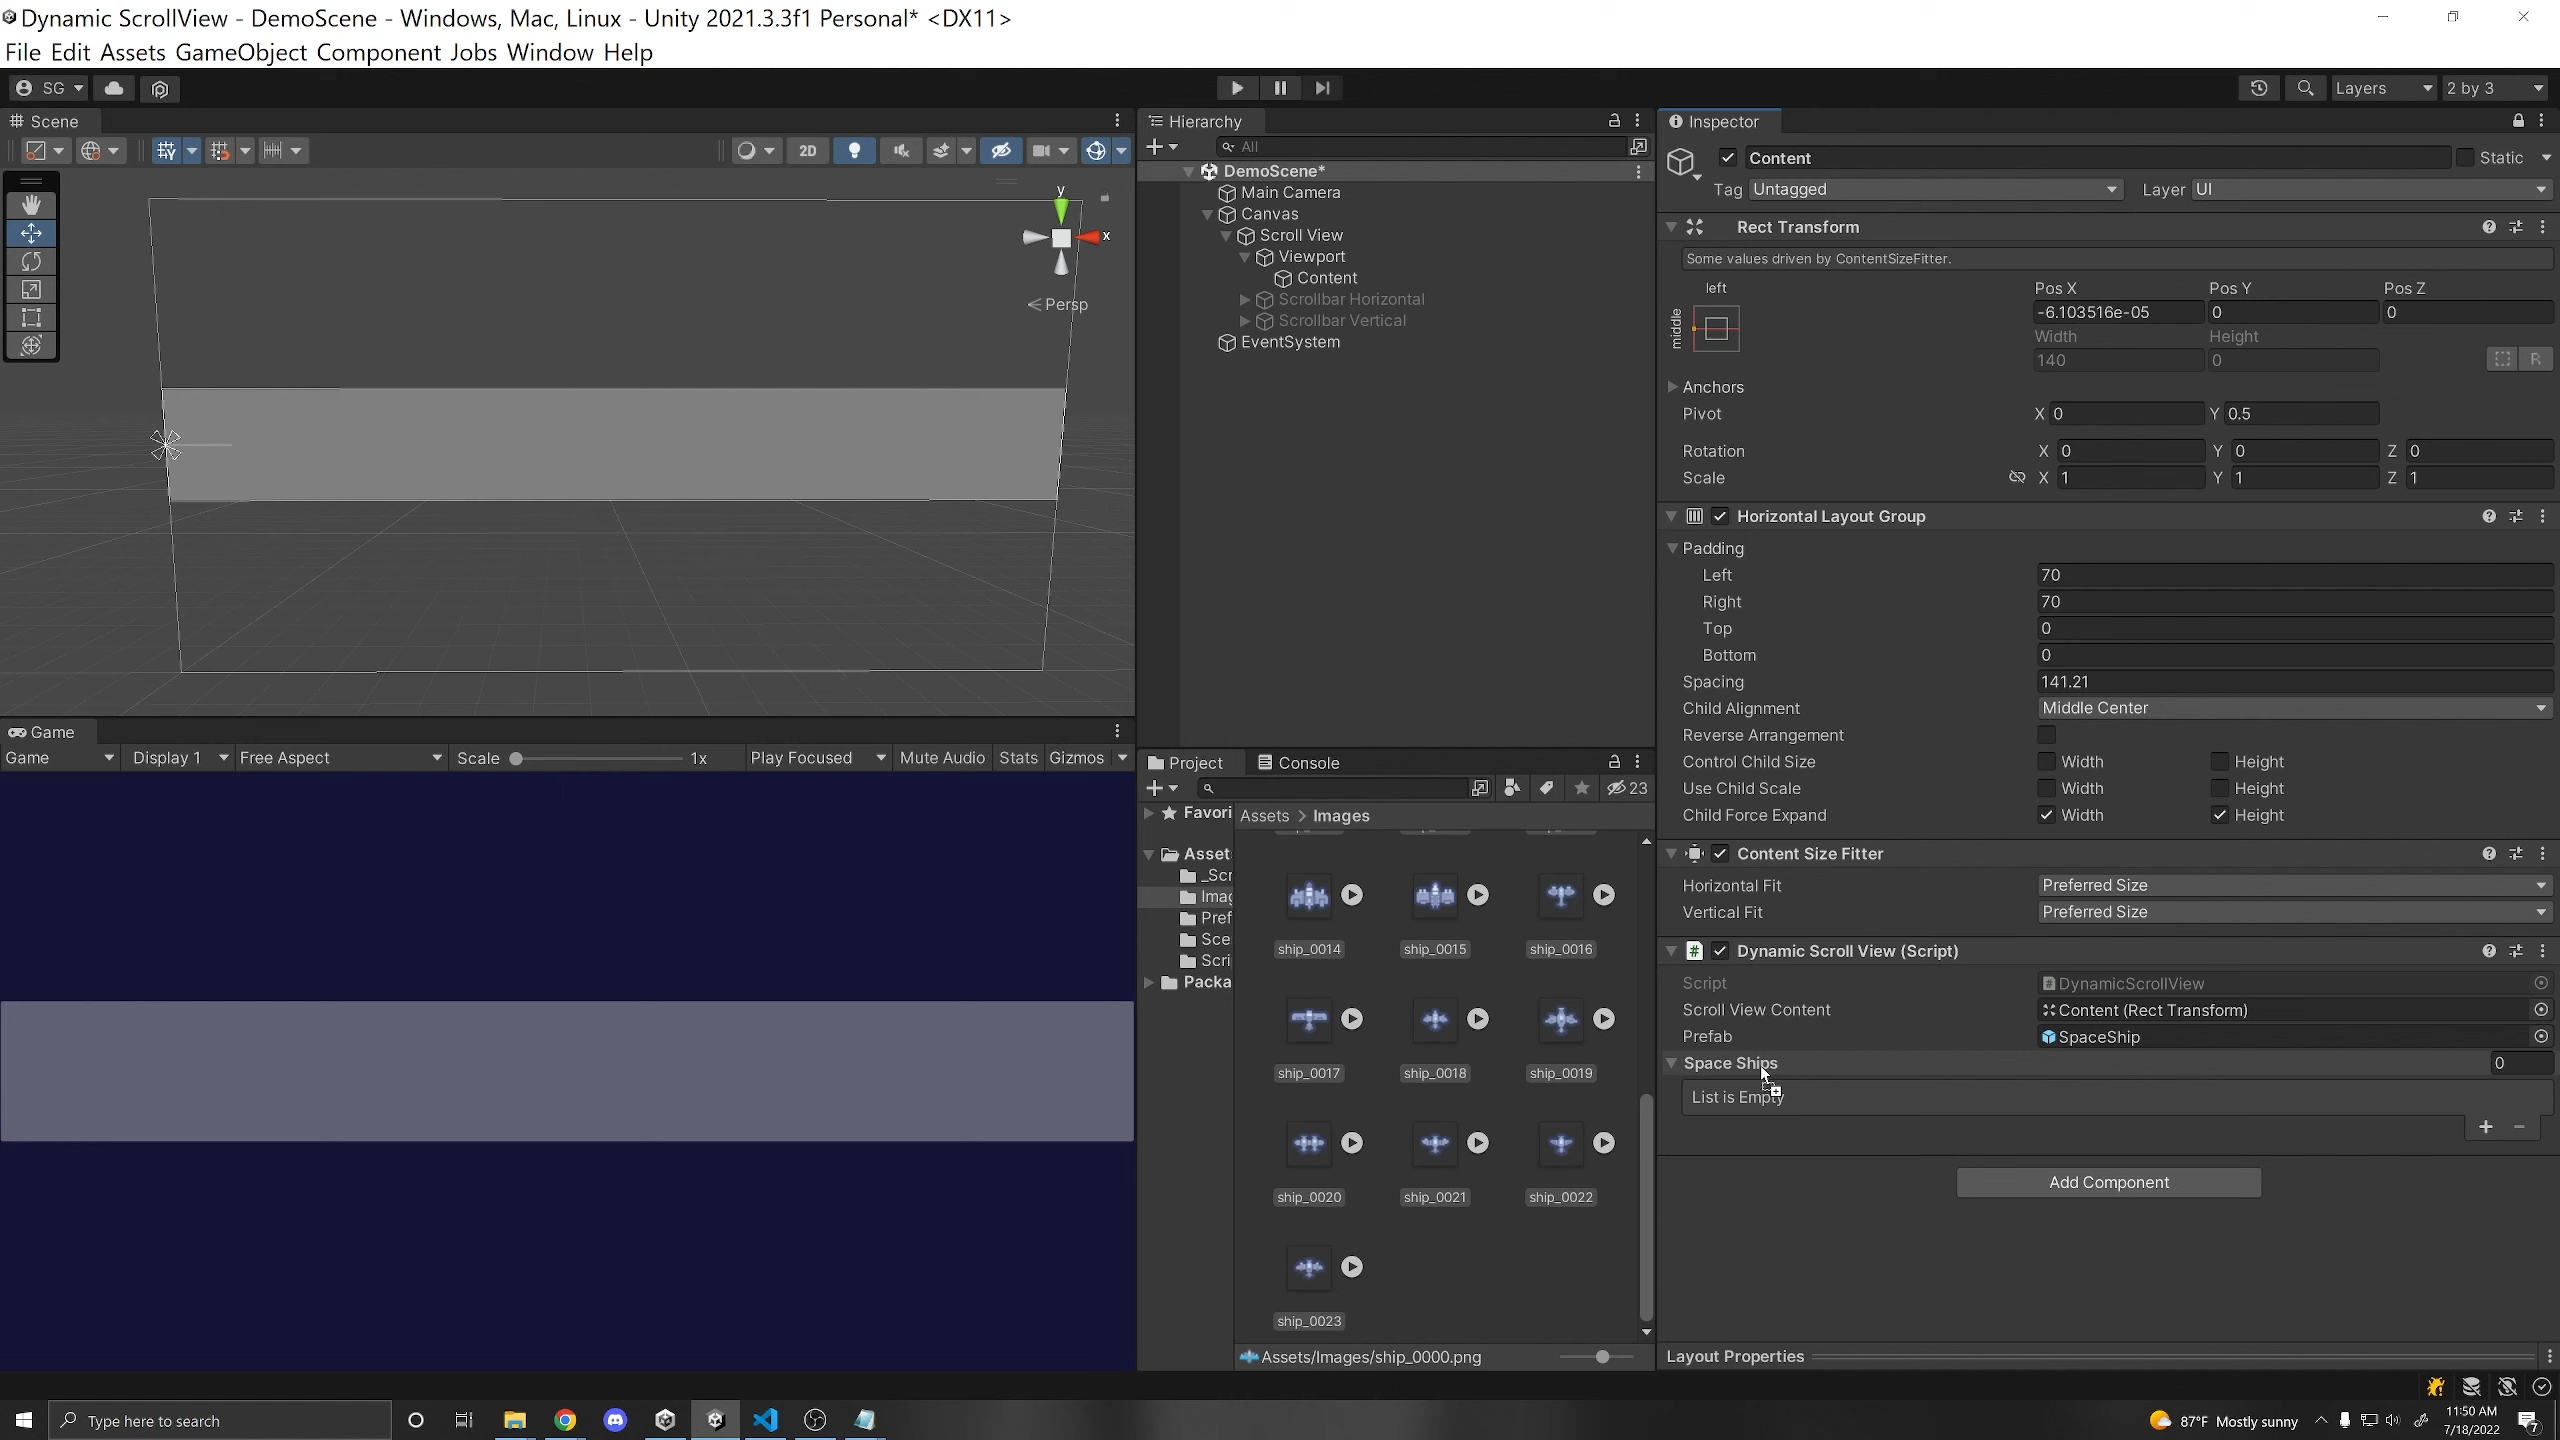 Dynamic ScrollView - DemoScene - Windows, Mac, Linux - Unity 2021.3.3f1 Personal* <DX11>
File Edit Assets GameObject Component Jobs Window Help
SG
Layers
2 by 3
Scene
2D
y
x
Persp
Hierarchy
All
DemoScene*
Main Camera
Canvas
Scroll View
Viewport
Content
Scrollbar Horizontal
Scrollbar Vertical
EventSystem
Game
Game
Display 1
Free Aspect
Scale
1x
Play Focused
Mute Audio
Stats
Gizmos
Project
Console
23
Favori
Asset
_Scr
Imag
Pref
Sce
Scri
Packa
Assets > Images
ship_0014
ship_0015
ship_0016
ship_0017
ship_0018
ship_0019
ship_0020
ship_0021
ship_0022
ship_0023
Assets/Images/ship_0000.png
Inspector
Content
Static
Tag Untagged
Layer UI
Rect Transform
Some values driven by ContentSizeFitter.
left
middle
Pos X Pos Y Pos Z
-6.103516e-05 0 0
Width Height
140 0
R
Anchors
Pivot X 0 Y 0.5
Rotation X 0 Y 0 Z 0
Scale X 1 Y 1 Z 1
Horizontal Layout Group
Padding
Left 70
Right 70
Top 0
Bottom 0
Spacing 141.21
Child Alignment Middle Center
Reverse Arrangement
Control Child Size Width Height
Use Child Scale Width Height
Child Force Expand Width Height
Content Size Fitter
Horizontal Fit Preferred Size
Vertical Fit Preferred Size
# Dynamic Scroll View (Script)
Script # DynamicScrollView
Scroll View Content Content (Rect Transform)
Prefab SpaceShip
Space Ships 0
List is Empty
+ −
Add Component
Layout Properties
Type here to search
87°F Mostly sunny
11:50 AM
7/18/2022
7